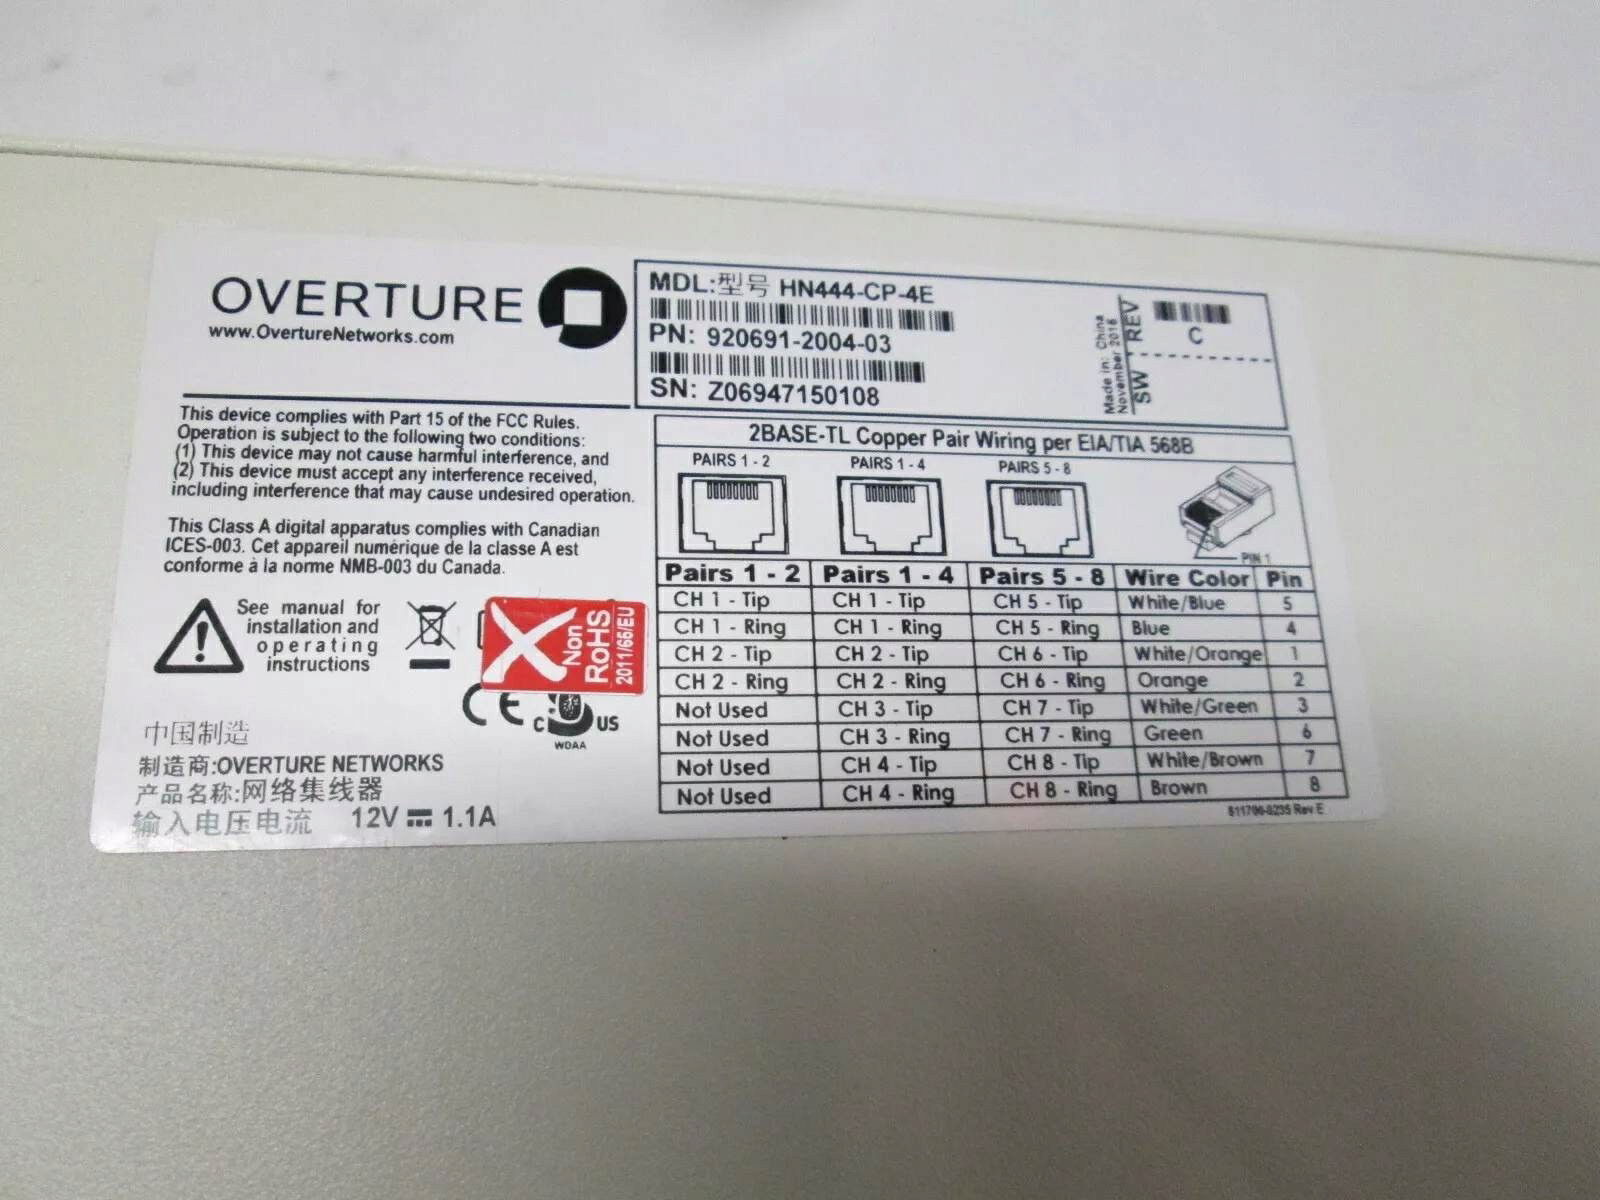 OVERTURE
www.OvertureNetworks.com
MDL:型号 HN444-CP-4E
PN: 920691-2004-03
SN: Z06947150108
Made in: China
November 2016
SW REV
C
This device complies with Part 15 of the FCC Rules.
Operation is subject to the following two conditions:
(1) This device may not cause harmful interference, and
(2) This device must accept any interference received,
including interference that may cause undesired operation.
This Class A digital apparatus complies with Canadian
ICES-003. Cet appareil numérique de la classe A est
conforme à la norme NMB-003 du Canada.
See manual for
installation and
operating
instructions
Non
RoHS
2011/65/EU
CE
C US
WDAA
中国制造
制造商:OVERTURE NETWORKS
产品名称:网络集线器
输入电压电流 12V 1.1A
2BASE-TL Copper Pair Wiring per EIA/TIA 568B
PAIRS 1 - 2 PAIRS 1 - 4 PAIRS 5 - 8
PIN 1
Pairs 1 - 2 Pairs 1 - 4 Pairs 5 - 8 Wire Color Pin
CH 1 - Tip CH 1 - Tip CH 5 - Tip White/Blue 5
CH 1 - Ring CH 1 - Ring CH 5 - Ring Blue 4
CH 2 - Tip CH 2 - Tip CH 6 - Tip White/Orange 1
CH 2 - Ring CH 2 - Ring CH 6 - Ring Orange 2
Not Used CH 3 - Tip CH 7 - Tip White/Green 3
Not Used CH 3 - Ring CH 7 - Ring Green 6
Not Used CH 4 - Tip CH 8 - Tip White/Brown 7
Not Used CH 4 - Ring CH 8 - Ring Brown 8
Rev E